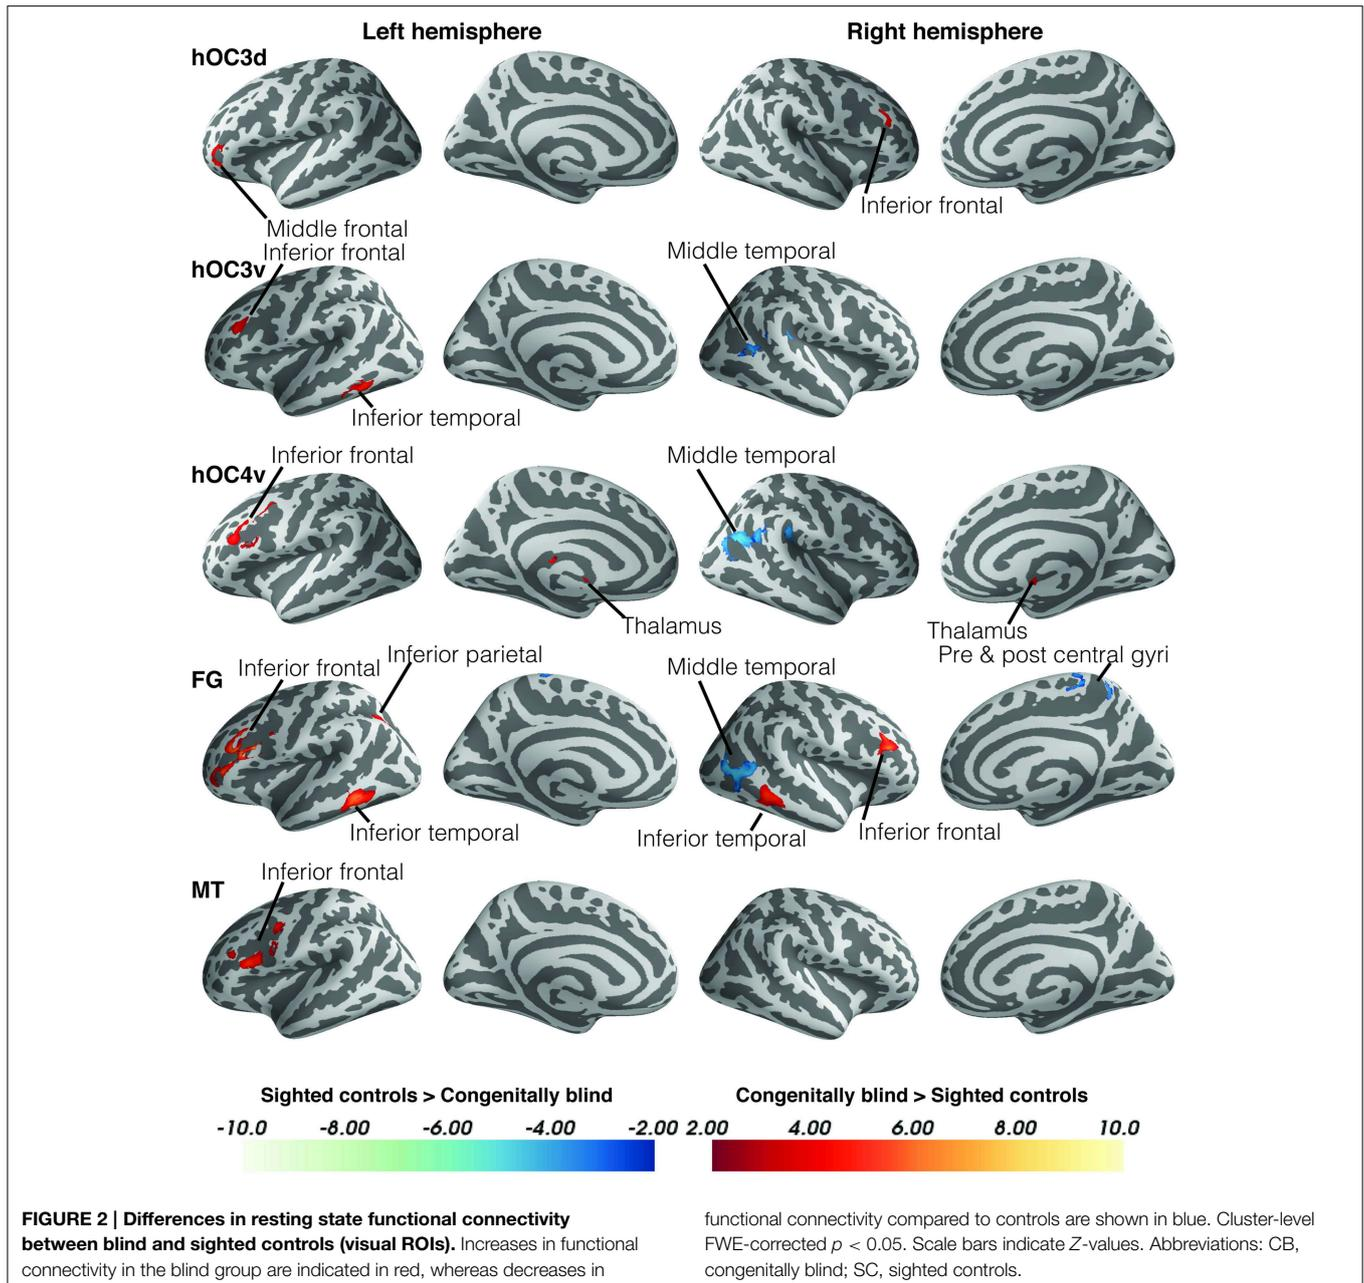 Left hemisphere
Right hemisphere
hOC3d
Middle frontal
Inferior frontal
hOC3v
Inferior frontal
Inferior temporal
Middle temporal
hOC4v
Inferior frontal
Thalamus
Middle temporal
Thalamus
FG
Inferior frontal
Inferior parietal
Inferior temporal
Middle temporal
Inferior temporal
Inferior frontal
Pre & post central gyri
MT
Inferior frontal
Sighted controls > Congenitally blind
-10.0 -8.00 -6.00 -4.00 -2.00
Congenitally blind > Sighted controls
2.00 4.00 6.00 8.00 10.0
FIGURE 2 | Differences in resting state functional connectivity
between blind and sighted controls (visual ROIs). Increases in functional
connectivity in the blind group are indicated in red, whereas decreases in
functional connectivity compared to controls are shown in blue. Cluster-level
FWE-corrected p < 0.05. Scale bars indicate Z-values. Abbreviations: CB,
congenitally blind; SC, sighted controls.